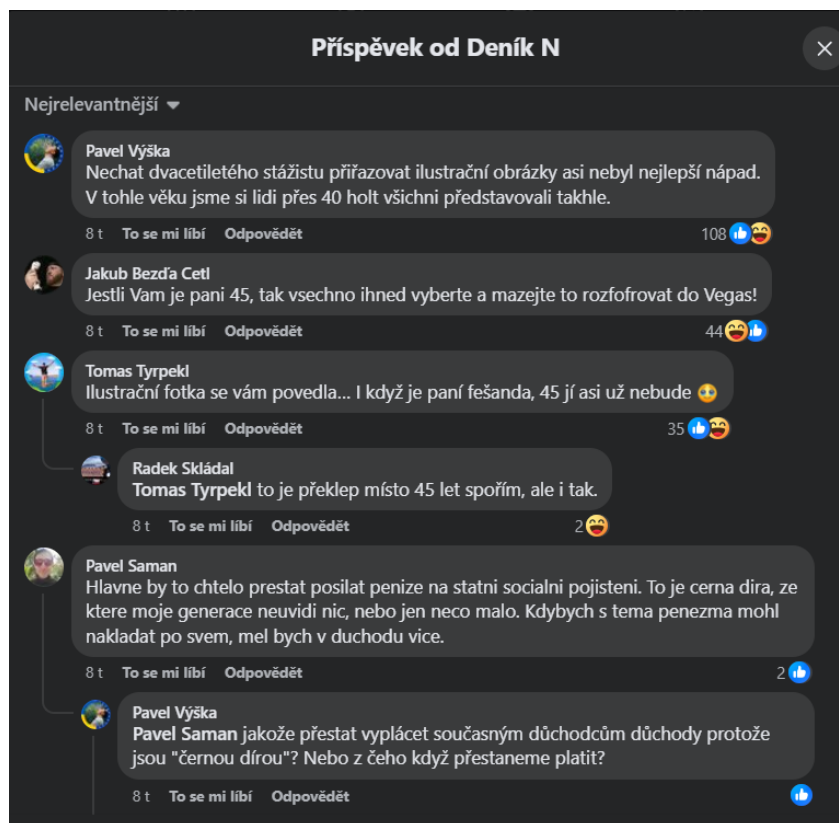 Příspěvek od Deník N
Nejrelevantnější
Pavel Výška
Nechat dvacetiletého stážistu přiřazovat ilustrační obrázky asi nebyl nejlepší nápad.
V tohle věku jsme si lidi přes 40 holt všichni představovali takhle.
8 t To se mi líbí Odpovědět 108
Jakub Bezďa Cetl
Jestli Vam je pani 45, tak vsechno ihned vyberte a mazejte to rozfofrovat do Vegas!
8 t To se mi líbí Odpovědět 44
Tomas Tyrpekl
Ilustrační fotka se vám povedla... I když je paní fešanda, 45 jí asi už nebude 🥹
8 t To se mi líbí Odpovědět 35
Radek Skládal
Tomas Tyrpekl to je překlep místo 45 let spořím, ale i tak.
8 t To se mi líbí Odpovědět 2
Pavel Saman
Hlavne by to chtelo prestat posilat penize na statni socialni pojisteni. To je cerna dira, ze
ktere moje generace neuvidi nic, nebo jen neco malo. Kdybych s tema penezma mohl
nakladat po svem, mel bych v duchodu vice.
8 t To se mi líbí Odpovědět 2
Pavel Výška
Pavel Saman jakože přestat vyplácet současným důchodcům důchody protože
jsou "černou dírou"? Nebo z čeho když přestaneme platit?
8 t To se mi líbí Odpovědět